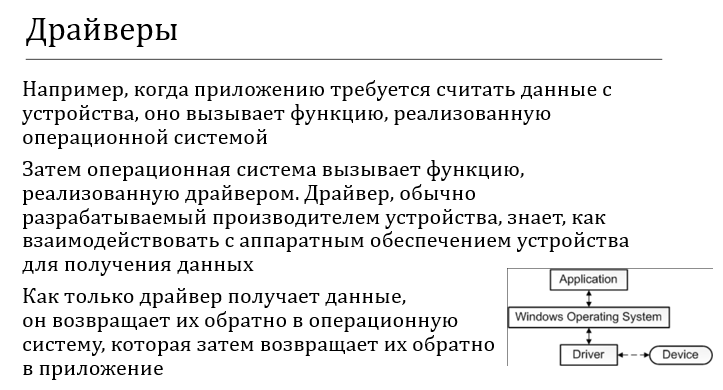 Драйверы
Например, когда приложению требуется считать данные с
устройства, оно вызывает функцию, реализованную
операционной системой
Затем операционная система вызывает функцию,
реализованную драйвером. Драйвер, обычно
разрабатываемый производителем устройства, знает, как
взаимодействовать с аппаратным обеспечением устройства
для получения данных
Как только драйвер получает данные,
он возвращает их обратно в операционную
систему, которая затем возвращает их обратно
в приложение
Application
Windows Operating System
Driver
Device